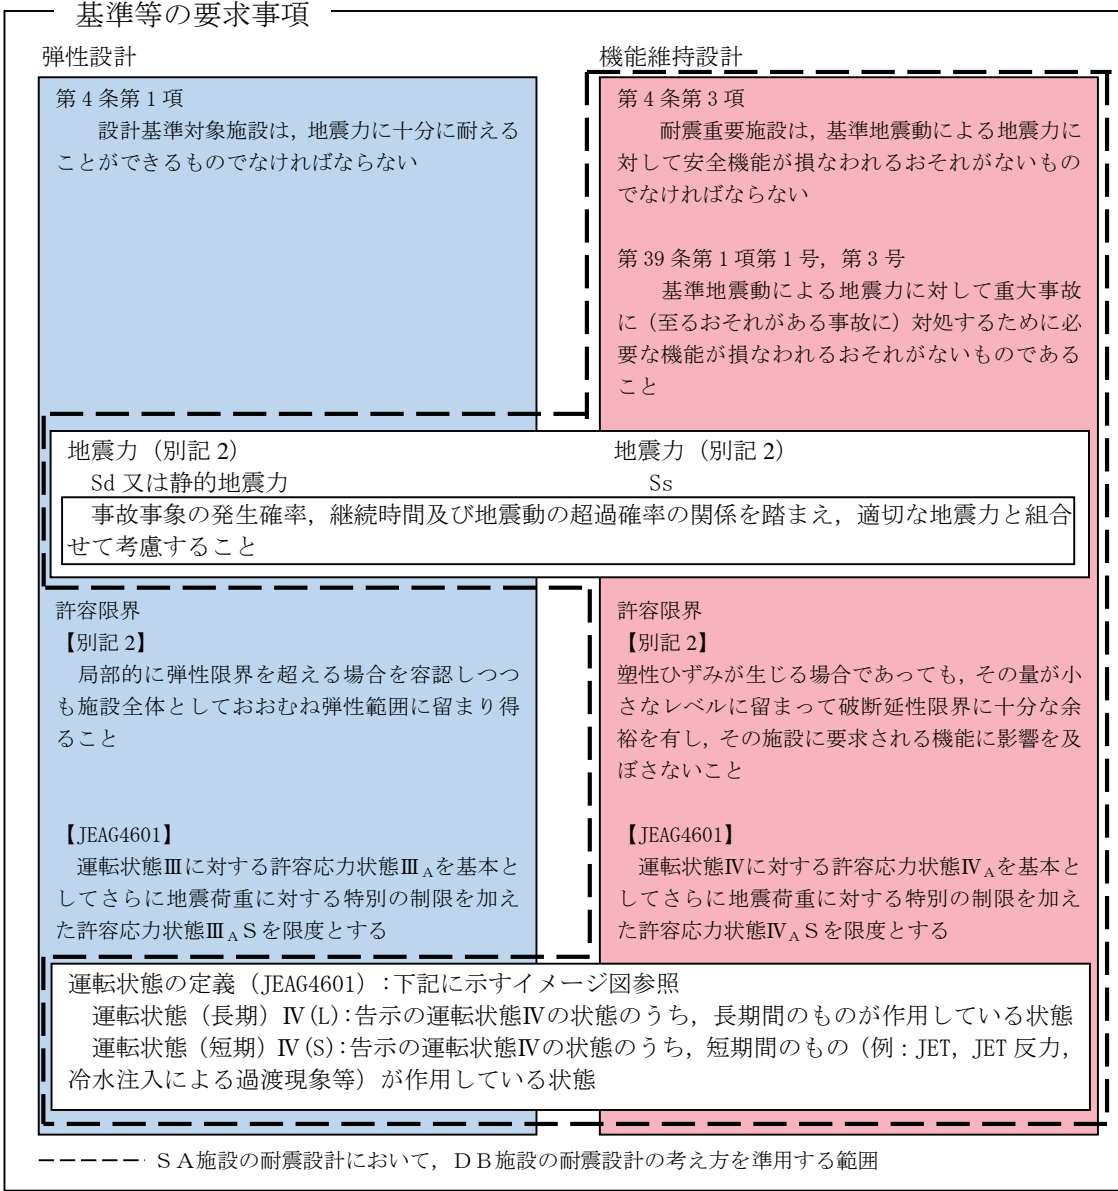 基準等の要求事項
弾性設計
機能維持設計
第4条第1項
設計基準対象施設は，地震力に十分に耐える
ことができるものでなければならない
第4条第3項
耐震重要施設は，基準地震動による地震力に
対して安全機能が損なわれるおそれがないもの
でなければならない
第39条第1項第1号，第3号
基準地震動による地震力に対して重大事故
に（至るおそれがある事故に）対処するために必
要な機能が損なわれるおそれがないものである
こと
地震力（別記2）
Sd又は静的地震力
地震力（別記2）
Ss
事故事象の発生確率，継続時間及び地震動の超過確率の関係を踏まえ，適切な地震力と組合
せて考慮すること
許容限界
【別記2】
局部的に弾性限界を超える場合を容認しつつ
も施設全体としておおむね弾性範囲に留まり得
ること
【JEAG4601】
運転状態Ⅲに対する許容応力状態ⅢAを基本と
してさらに地震荷重に対する特別の制限を加え
た許容応力状態ⅢASを限度とする
許容限界
【別記2】
塑性ひずみが生じる場合であっても，その量が小
さなレベルに留まって破断延性限界に十分な余
裕を有し，その施設に要求される機能に影響を及
ぼさないこと
【JEAG4601】
運転状態Ⅳに対する許容応力状態ⅣAを基本と
してさらに地震荷重に対する特別の制限を加え
た許容応力状態ⅣASを限度とする
運転状態の定義（JEAG4601）：下記に示すイメージ図参照
運転状態（長期）Ⅳ(L)：告示の運転状態Ⅳの状態のうち，長期間のものが作用している状態
運転状態（短期）Ⅳ(S)：告示の運転状態Ⅳの状態のうち，短期間のもの（例：JET，JET反力，
冷水注入による過渡現象等）が作用している状態
ＳＡ施設の耐震設計において，ＤＢ施設の耐震設計の考え方を準用する範囲